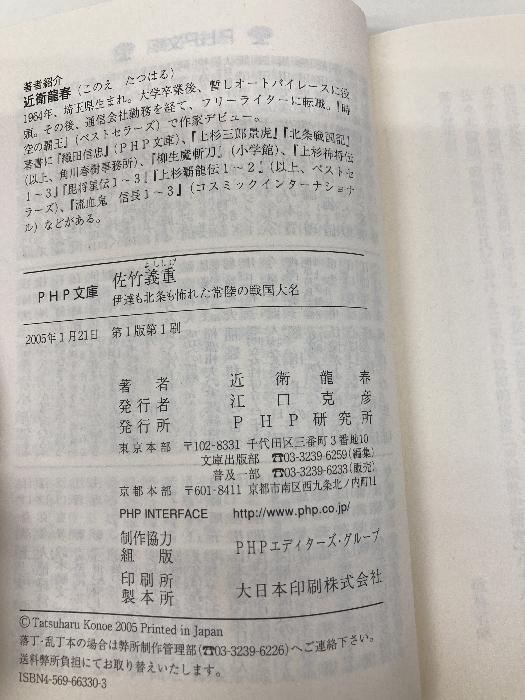 著者紹介
近衛龍春（このえ　たつはる）
1964年、埼玉県生まれ。大学卒業後、暫しオートバイレースに没
頭。その後、通信会社勤務を経て、フリーライターに転職。『時
空の覇王』（ベストセラーズ）で作家デビュー。
著書に『織田信忠』（ＰＨＰ文庫）、『上杉三郎景虎』『北条戦国記』
（以上、角川春樹事務所）、『柳生魔斬刀』（小学館）、『上杉特将伝
1～3』『毘将星伝1～3』『上杉覇龍伝1～2』（以上、ベストセ
ラーズ）、『流血鬼　信長1～3』（コスミックインターナショナ
ル）などがある。
PHP文庫　佐竹義重
よししげ
伊達も北条も怖れた常陸の戦国大名
2005年1月21日　第1版第1刷
著者　近衛龍春
発行者　江口克彦
発行所　ＰＨＰ研究所
東京本部　〒102-8331　千代田区三番町3番地10
文庫出版部　☎03-3239-6259(編集)
普及一部　☎03-3239-6233(販売)
京都本部　〒601-8411　京都市南区西九条北ノ内町11
PHP INTERFACE　http://www.php.co.jp/
制作協力
組版　PHPエディターズ・グループ
印刷所
製本所　大日本印刷株式会社
© Tatsuharu Konoe 2005 Printed in Japan
落丁・乱丁本の場合は弊所制作管理部(☎03-3239-6226)へご連絡下さい。
送料弊所負担にてお取り替えいたします。
ISBN4-569-66330-3